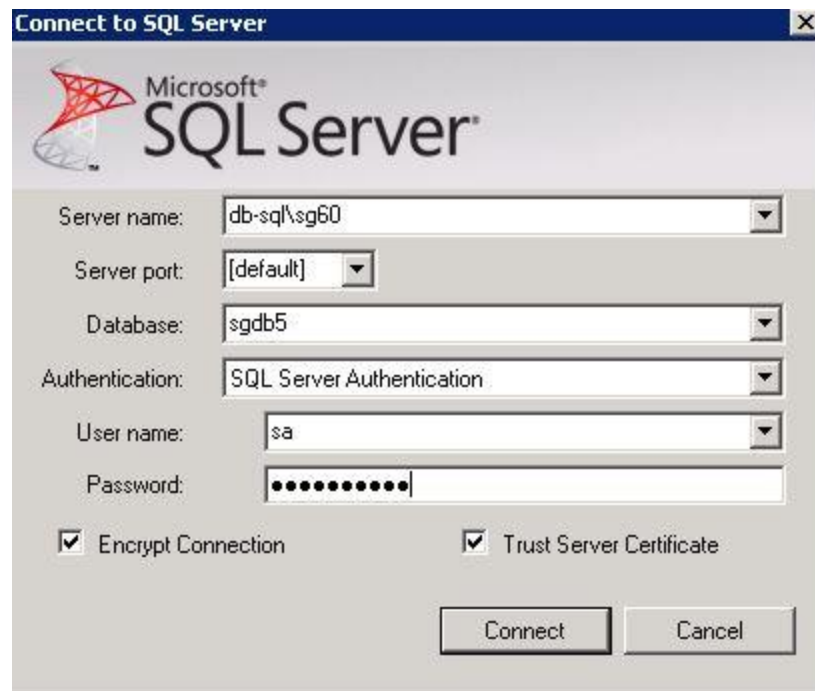 Connect to SQL Server
Microsoft®
SQL Server®
™
Server name: db-sql\sg60
Server port: [default]
Database: sgdb5
Authentication: SQL Server Authentication
User name: sa
Password: ●●●●●●●●●●
Encrypt Connection Trust Server Certificate
Connect Cancel